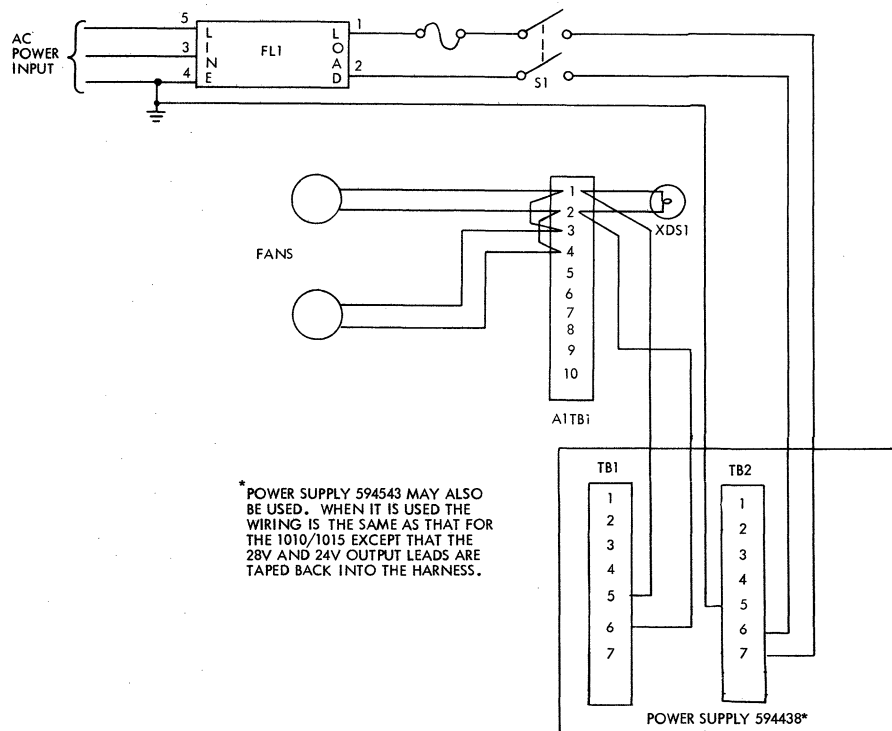 AC
POWER
INPUT
5
3
4
LINE
FL1
LOAD
1
2
S1
FANS
1
2
3
4
5
6
7
8
9
10
A1TB1
XDS1
*POWER SUPPLY 594543 MAY ALSO
BE USED. WHEN IT IS USED THE
WIRING IS THE SAME AS THAT FOR
THE 1010/1015 EXCEPT THAT THE
28V AND 24V OUTPUT LEADS ARE
TAPED BACK INTO THE HARNESS.
TB1
1
2
3
4
5
6
7
TB2
1
2
3
4
5
6
7
POWER SUPPLY 594438*